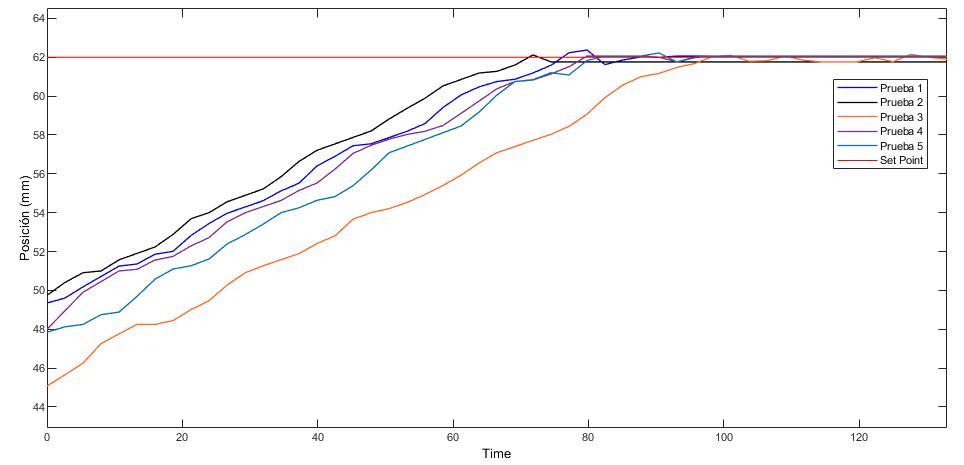 64
62
60
58
56
54
52
50
48
46
44
Posición (mm)
0 20 40 60 80 100 120
Time
Prueba 1
Prueba 2
Prueba 3
Prueba 4
Prueba 5
Set Point